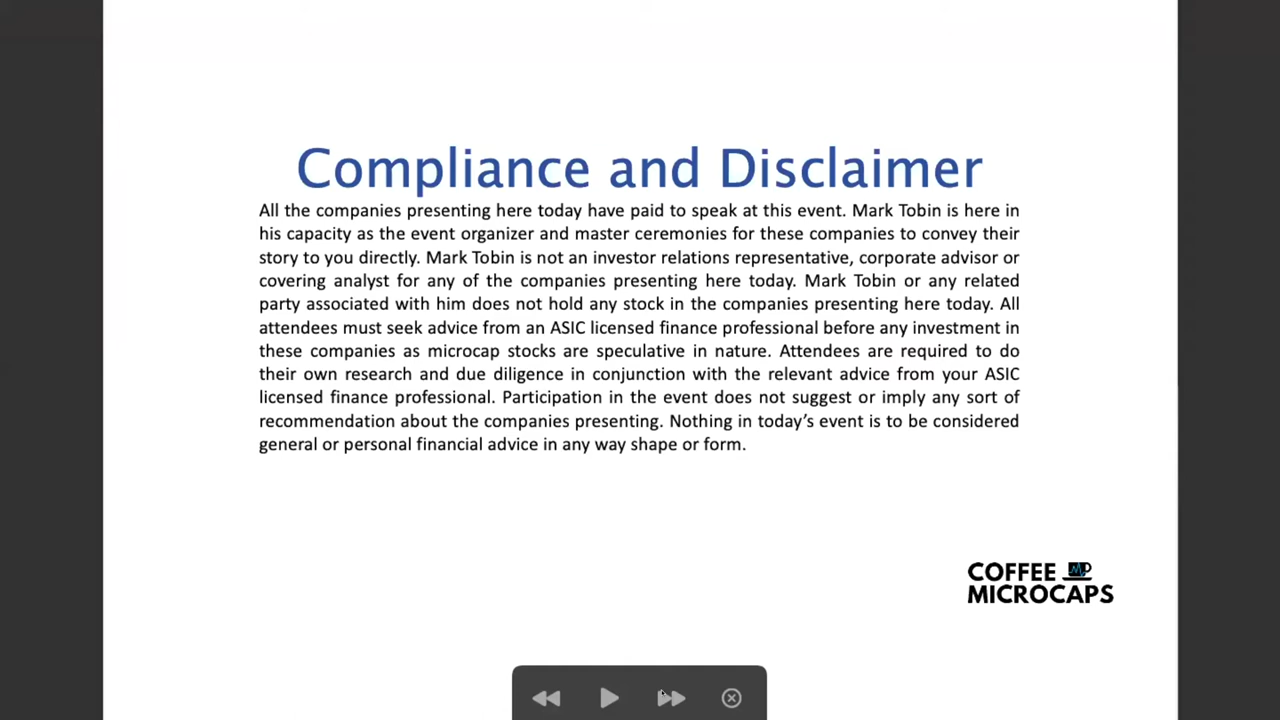 Compliance and Disclaimer
All the companies presenting here today have paid to speak at this event. Mark Tobin is here in
his capacity as the event organizer and master ceremonies for these companies to convey their
story to you directly. Mark Tobin is not an investor relations representative, corporate advisor or
covering analyst for any of the companies presenting here today. Mark Tobin or any related
party associated with him does not hold any stock in the companies presenting here today. All
attendees must seek advice from an ASIC licensed finance professional before any investment in
these companies as microcap stocks are speculative in nature. Attendees are required to do
their own research and due diligence in conjunction with the relevant advice from your ASIC
licensed finance professional. Participation in the event does not suggest or imply any sort of
recommendation about the companies presenting. Nothing in today’s event is to be considered
general or personal financial advice in any way shape or form.
COFFEE
MICROCAPS